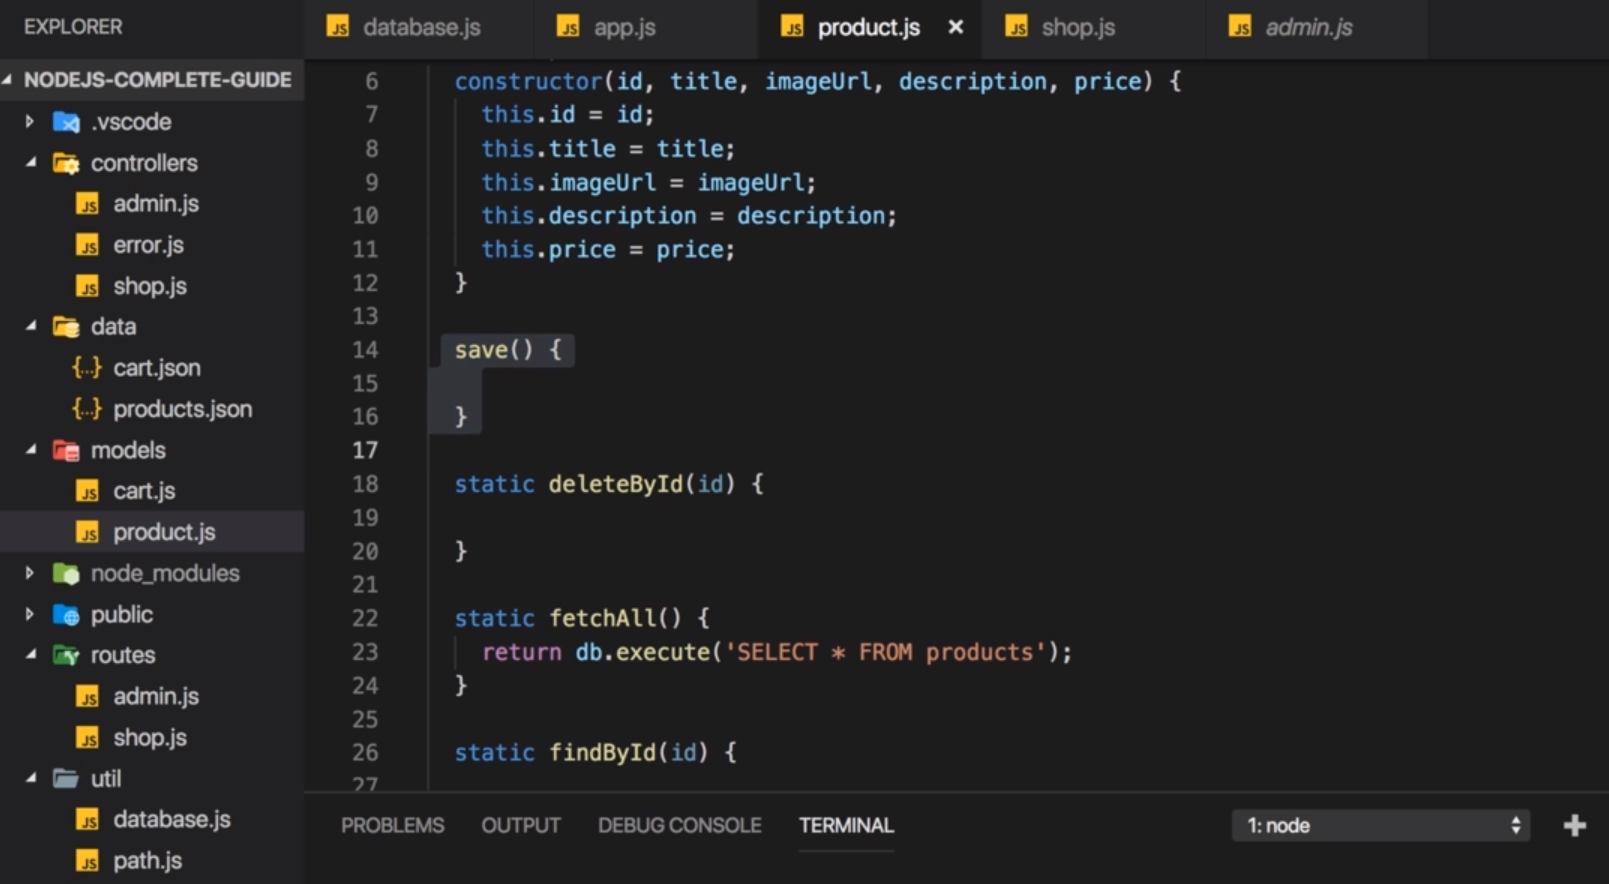 EXPLORER
NODEJS-COMPLETE-GUIDE
.vscode
controllers
JS admin.js
JS error.js
JS shop.js
data
{...} cart.json
{...} products.json
models
JS cart.js
JS product.js
node_modules
public
routes
JS admin.js
JS shop.js
util
JS database.js
JS path.js
JS database.js JS app.js JS product.js × JS shop.js JS admin.js
6 constructor(id, title, imageUrl, description, price) {
7 this.id = id;
8 this.title = title;
9 this.imageUrl = imageUrl;
10 this.description = description;
11 this.price = price;
12 }
13
14 save() {
15
16 }
17
18 static deleteById(id) {
19
20 }
21
22 static fetchAll() {
23 return db.execute('SELECT * FROM products');
24 }
25
26 static findById(id) {
27
PROBLEMS OUTPUT DEBUG CONSOLE TERMINAL 1: node +